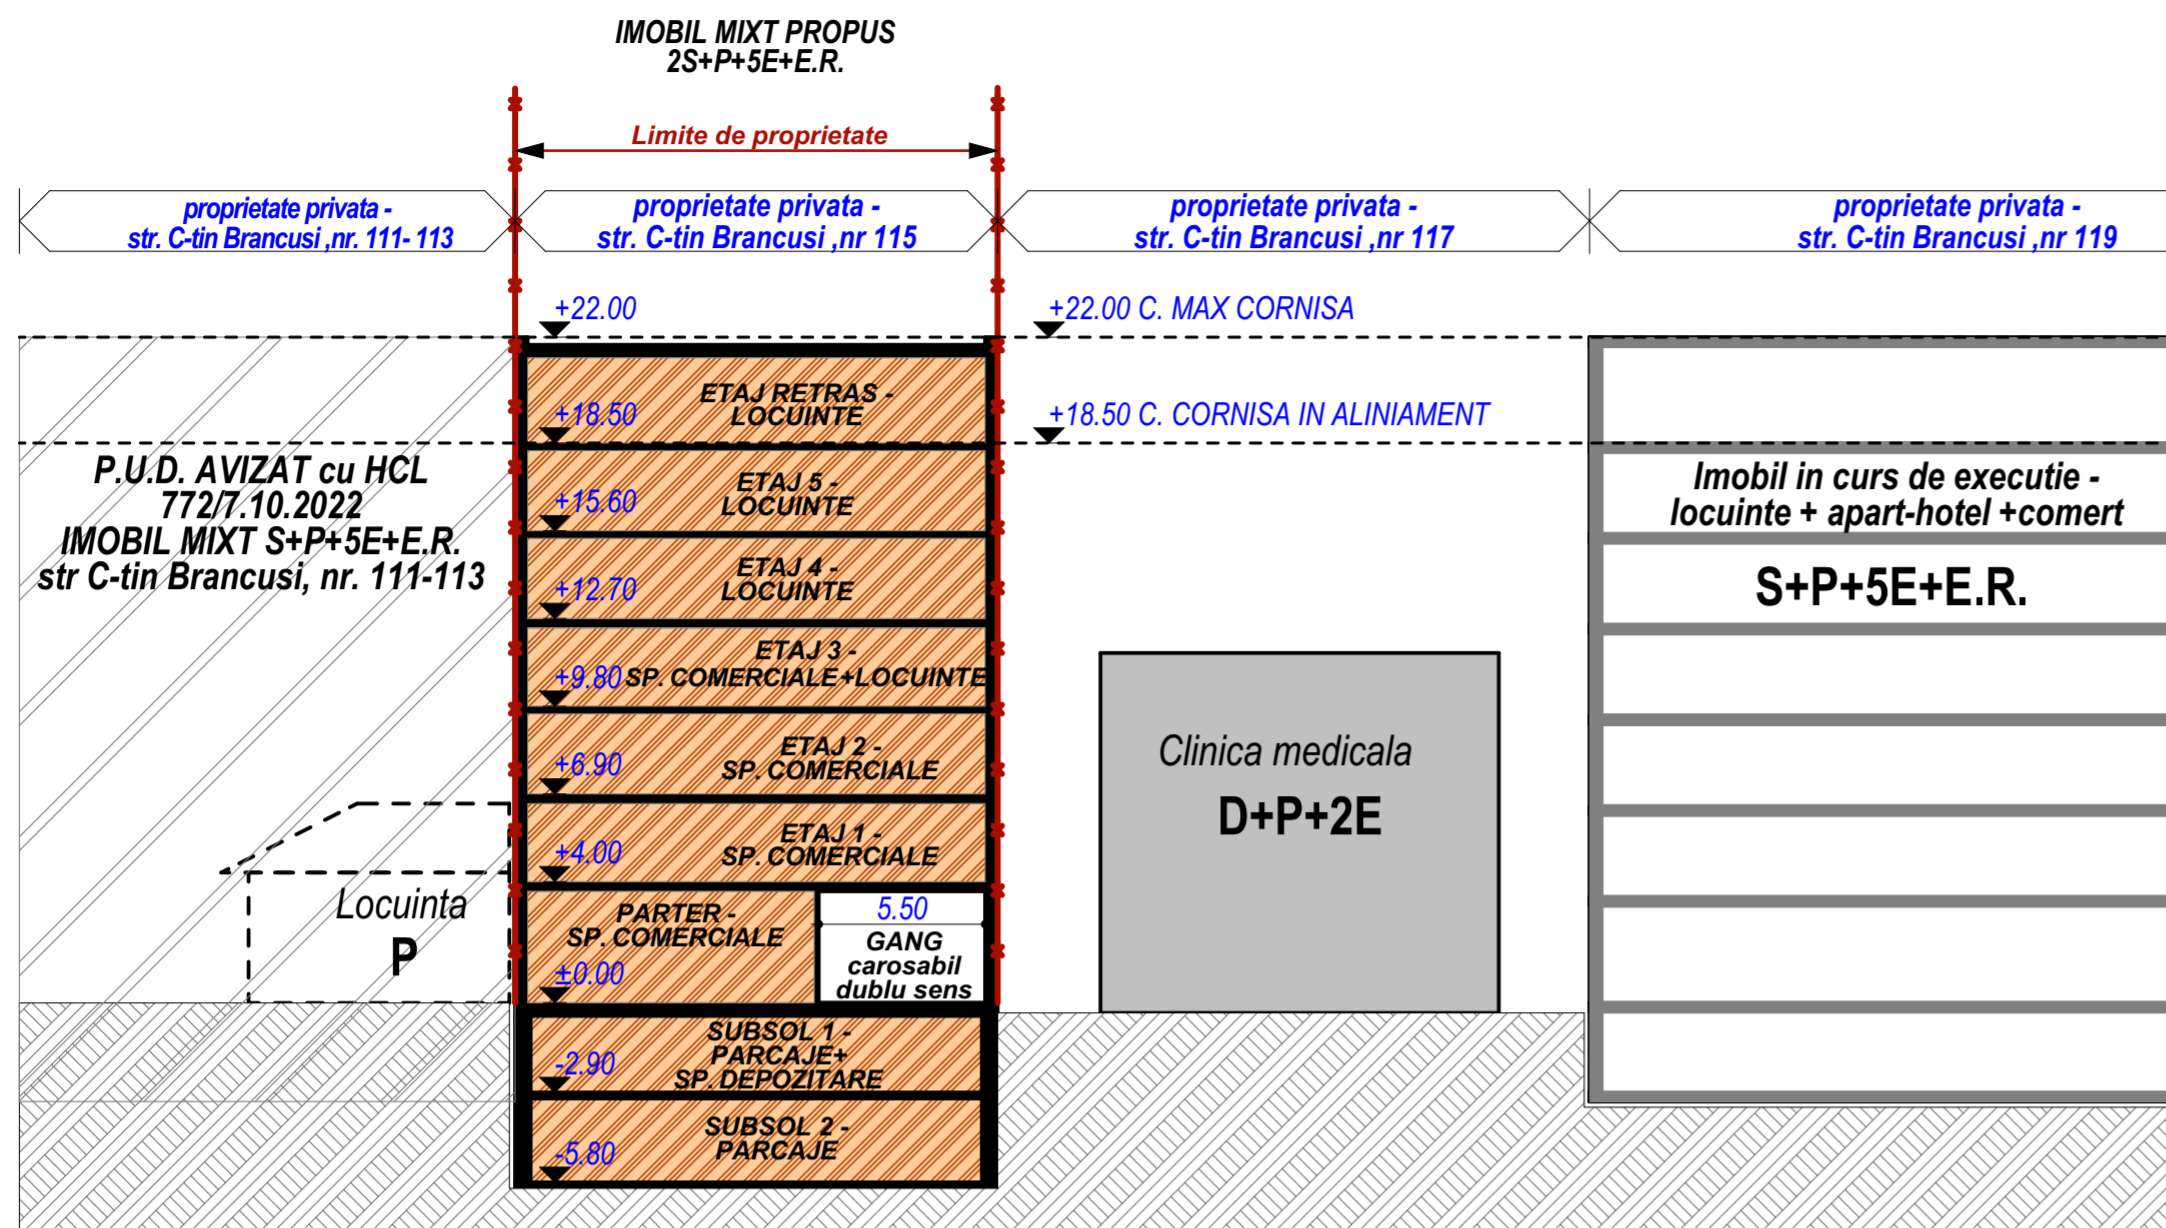 IMOBIL MIXT PROPUS
2S+P+5E+E.R.
Limite de proprietate
proprietate privata -
str. C-tin Brancusi ,nr. 111- 113
proprietate privata -
str. C-tin Brancusi ,nr 115
proprietate privata -
str. C-tin Brancusi ,nr 117
proprietate privata -
str. C-tin Brancusi ,nr 119
+22.00
+22.00 C. MAX CORNISA
ETAJ RETRAS -
LOCUINTE
+18.50
+18.50 C. CORNISA IN ALINIAMENT
P.U.D. AVIZAT cu HCL
772/7.10.2022
IMOBIL MIXT S+P+5E+E.R.
str C-tin Brancusi, nr. 111-113
ETAJ 5 -
LOCUINTE
+15.60
Imobil in curs de executie -
locuinte + apart-hotel +comert
S+P+5E+E.R.
ETAJ 4 -
LOCUINTE
+12.70
ETAJ 3 -
SP. COMERCIALE+LOCUINTE
+9.80
ETAJ 2 -
SP. COMERCIALE
+6.90
Clinica medicala
D+P+2E
ETAJ 1 -
SP. COMERCIALE
+4.00
Locuinta
P
PARTER -
SP. COMERCIALE
±0.00
5.50
GANG
carosabil
dublu sens
SUBSOL 1 -
PARCAJE+
SP. DEPOZITARE
-2.90
SUBSOL 2 -
PARCAJE
-5.80